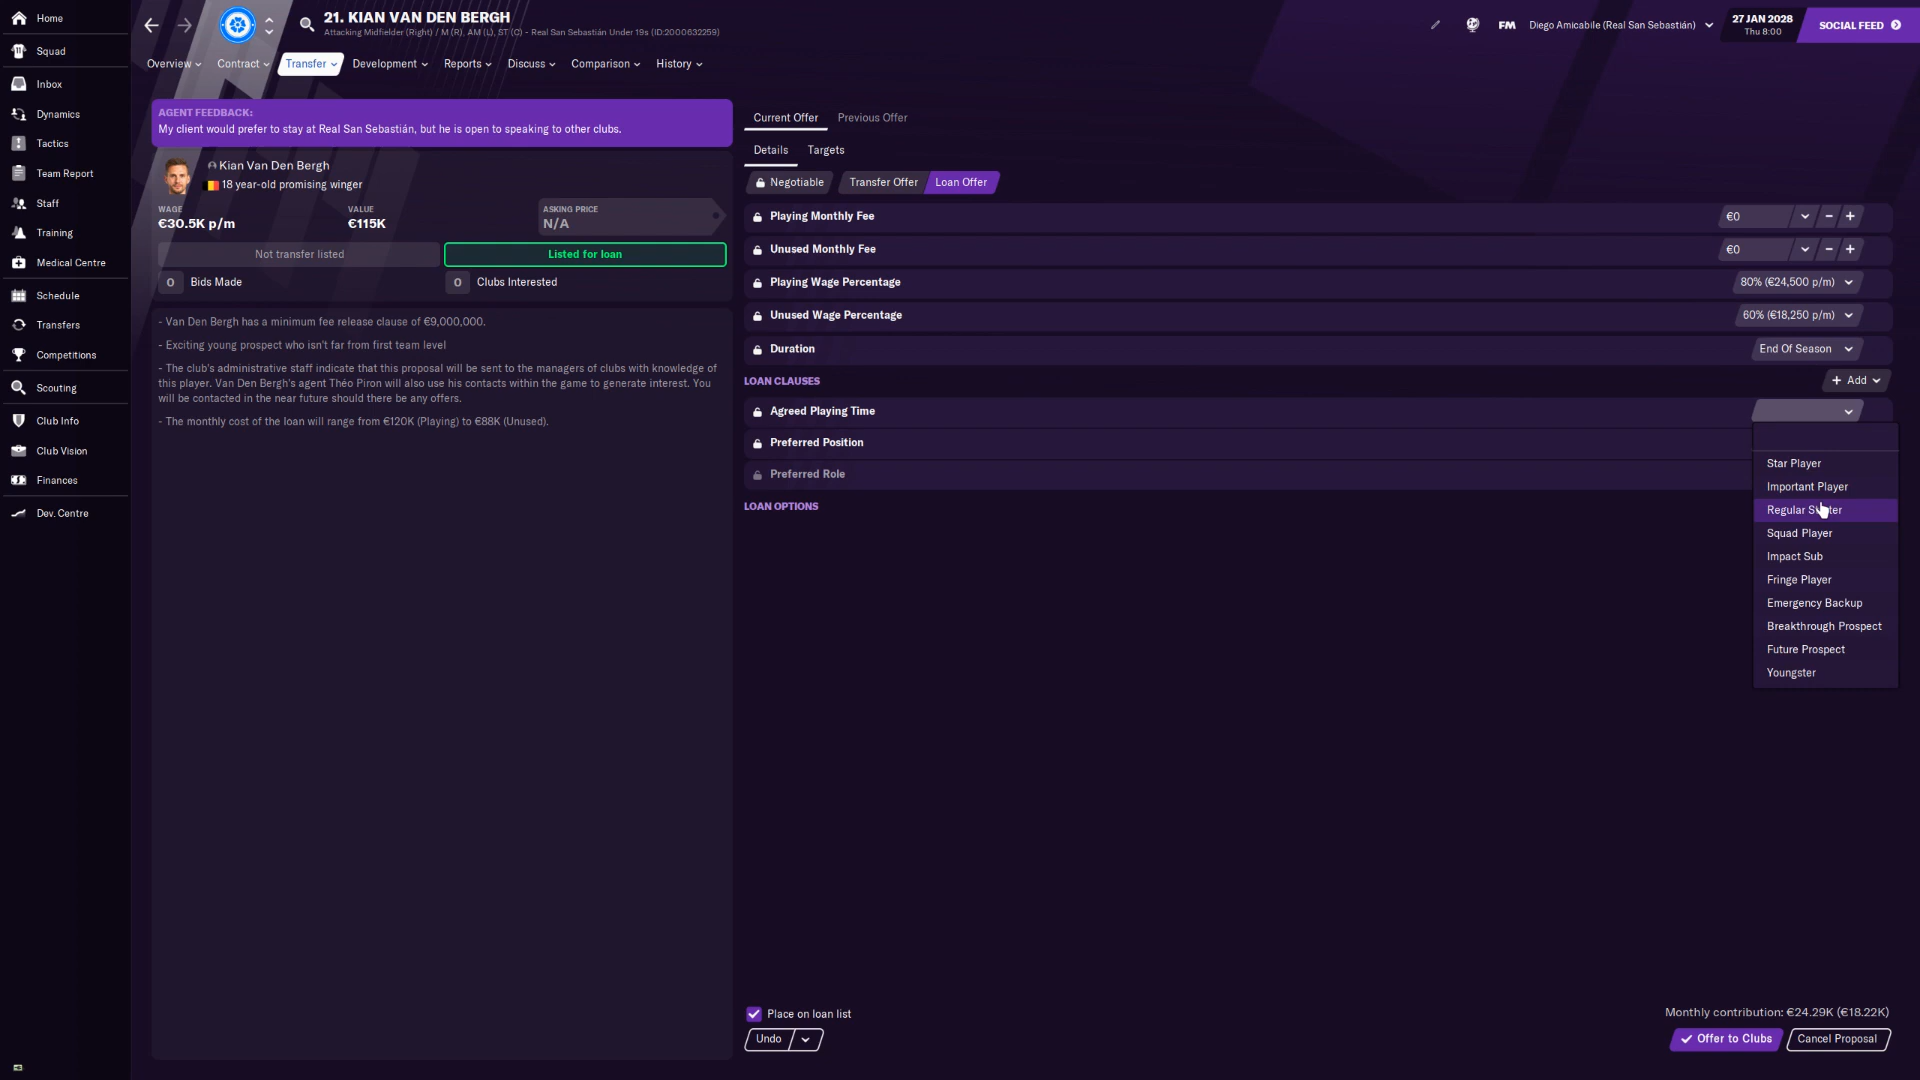 Home
Squad
Inbox
Dynamics
Tactics
Team Report
Staff
Training
Medical Centre
Schedule
Transfers
Competitions
Scouting
Club Info
Club Vision
Finances
Dev. Centre
21. KIAN VAN DEN BERGH
Attacking Midfielder (Right) / M (R), AM (L), ST (C) - Real San Sebastián Under 19s (ID:2000632259)
FM
Diego Amicabile (Real San Sebastián)
27 JAN 2028
Thu 8:00
SOCIAL FEED
Overview Contract Transfer Development Reports Discuss Comparison History
AGENT FEEDBACK:
My client would prefer to stay at Real San Sebastián, but he is open to speaking to other clubs.
Kian Van Den Bergh
18 year-old promising winger
WAGE VALUE ASKING PRICE
€30.5K p/m €115K N/A
Not transfer listed Listed for loan
0 Bids Made 0 Clubs Interested
- Van Den Bergh has a minimum fee release clause of €9,000,000.
- Exciting young prospect who isn't far from first team level
- The club's administrative staff indicate that this proposal will be sent to the managers of clubs with knowledge of
this player. Van Den Bergh's agent Théo Piron will also use his contacts within the game to generate interest. You
will be contacted in the near future should there be any offers.
- The monthly cost of the loan will range from €120K (Playing) to €88K (Unused).
Current Offer Previous Offer
Details Targets
Negotiable Transfer Offer Loan Offer
Playing Monthly Fee €0 - +
Unused Monthly Fee €0 - +
Playing Wage Percentage 80% (€24,500 p/m)
Unused Wage Percentage 60% (€18,250 p/m)
Duration End Of Season
LOAN CLAUSES + Add
Agreed Playing Time
Preferred Position
Preferred Role
LOAN OPTIONS
Star Player
Important Player
Regular
Squad Player
Impact Sub
Fringe Player
Emergency Backup
Breakthrough Prospect
Future Prospect
Youngster
Place on loan list
Undo
Monthly contribution: €24.29K (€18.22K)
Offer to Clubs Cancel Proposal